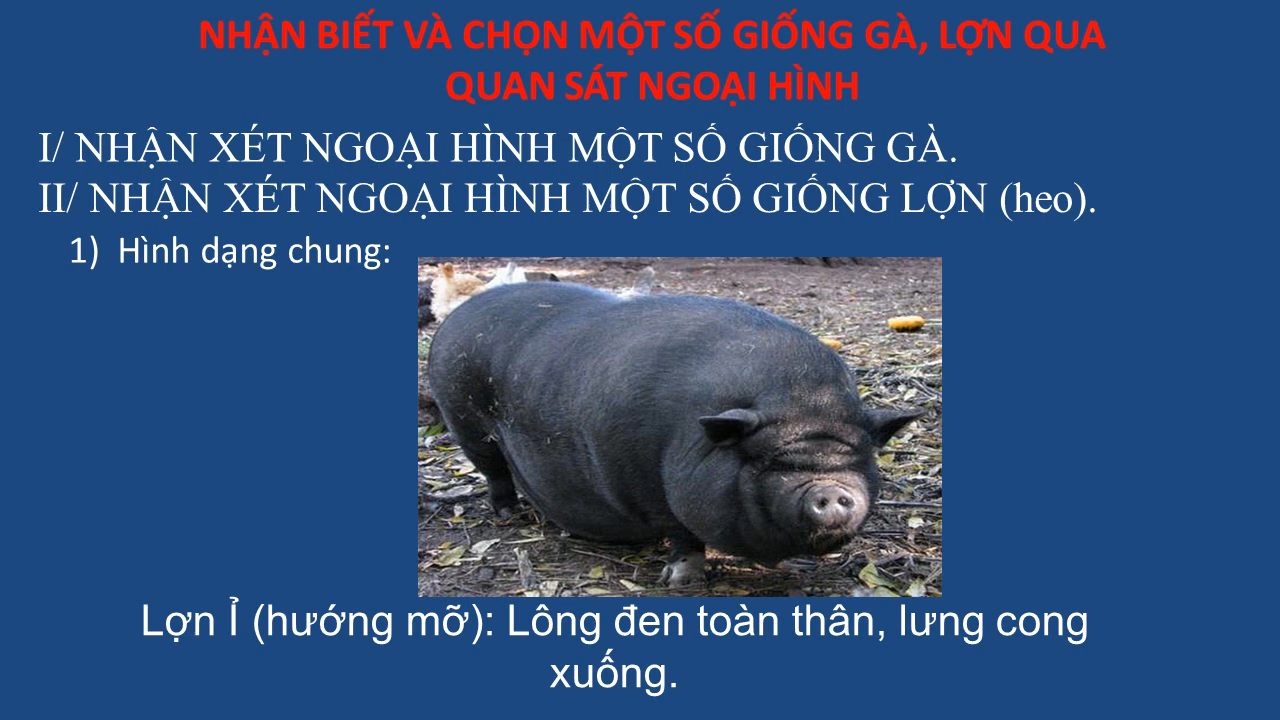 NHẬN BIẾT VÀ CHỌN MỘT SỐ GIỐNG GÀ, LỢN QUA
QUAN SÁT NGOẠI HÌNH
I/ NHẬN XÉT NGOẠI HÌNH MỘT SỐ GIỐNG GÀ.
II/ NHẬN XÉT NGOẠI HÌNH MỘT SỐ GIỐNG LỢN (heo).
1) Hình dạng chung:
Lợn Ỉ (hướng mỡ): Lông đen toàn thân, lưng cong
xuống.